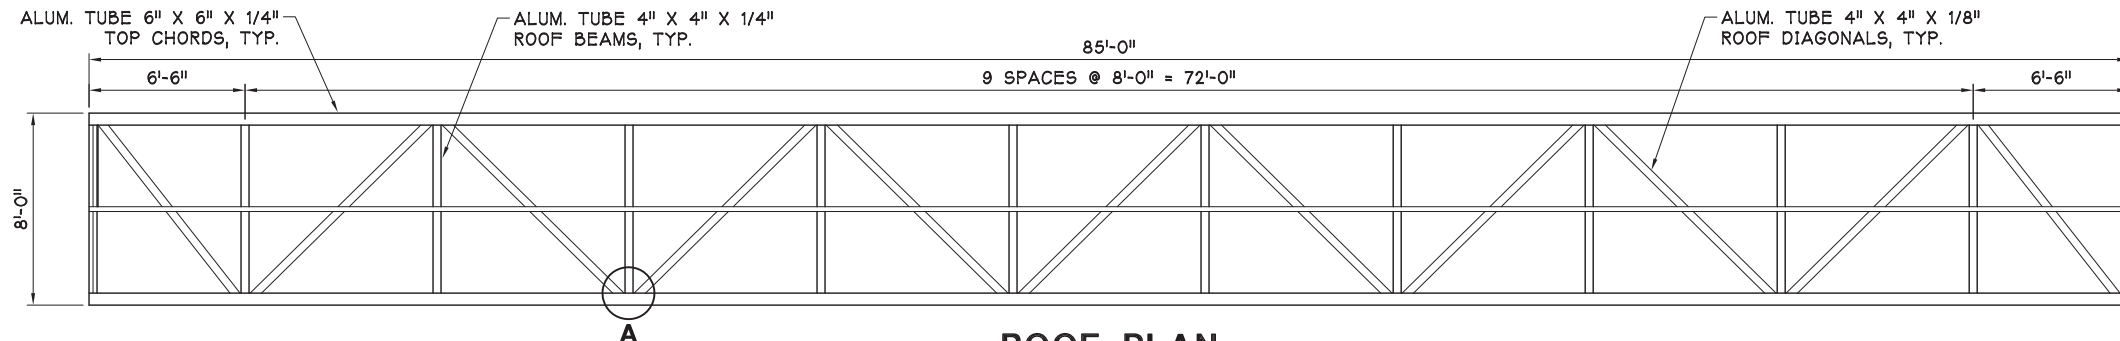 ALUM. TUBE 6" X 6" X 1/4"
TOP CHORDS, TYP.
ALUM. TUBE 4" X 4" X 1/4"
ROOF BEAMS, TYP.
ALUM. TUBE 4" X 4" X 1/8"
ROOF DIAGONALS, TYP.
85'-0"
6'-6"
9 SPACES @ 8'-0" = 72'-0"
6'-6"
8'-0"
A
ROOF PLAN